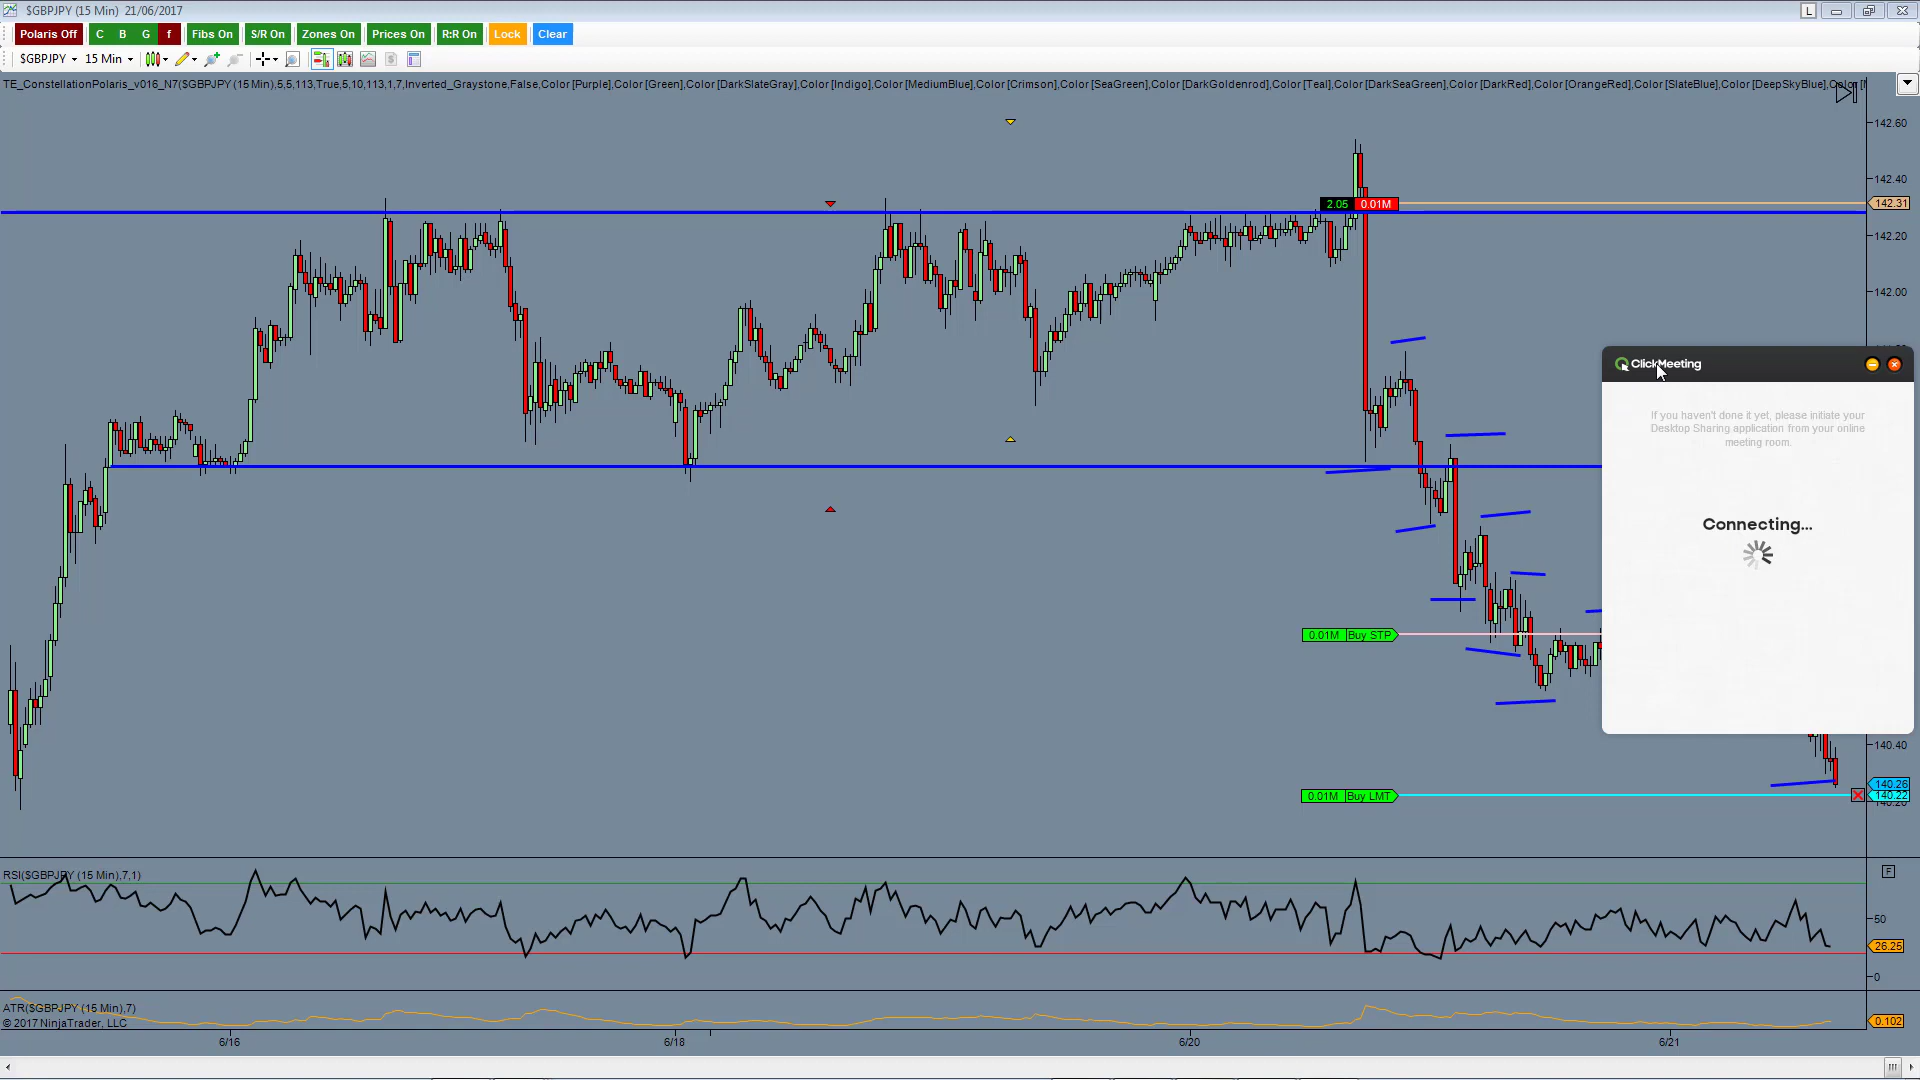 $GBPJPY (15 Min) 21/06/2017
L
Polaris Off C B G f Fibs On S/R On Zones On Prices On R:R On Lock Clear
$GBPJPY 15 Min
TE_ConstellationPolaris_v016_N7($GBPJPY (15 Min),5,5,113,True,5,10,113,1,7,Inverted_Graystone,False,Color [Purple],Color [Green],Color [DarkSlateGray],Color [Indigo],Color [MediumBlue],Color [Crimson],Color [SeaGreen],Color [DarkGoldenrod],Color [Teal],Color [DarkSeaGreen],Color [DarkRed],Color [OrangeRed],Color [SlateBlue],Color [DeepSkyBlue],Color
142.60
142.40
2.05 0.01M 142.31
142.20
142.00
ClickMeeting
If you haven't done it yet, please initiate your
Desktop Sharing application from your online
meeting room.
Connecting...
0.01M Buy STP
140.40
140.26
0.01M Buy LMT 140.22
RSI($GBPJPY (15 Min),7,1) F
50
26.25
0
ATR($GBPJPY (15 Min),7)
© 2017 NinjaTrader, LLC 0.102
6/16 6/18 6/20 6/21